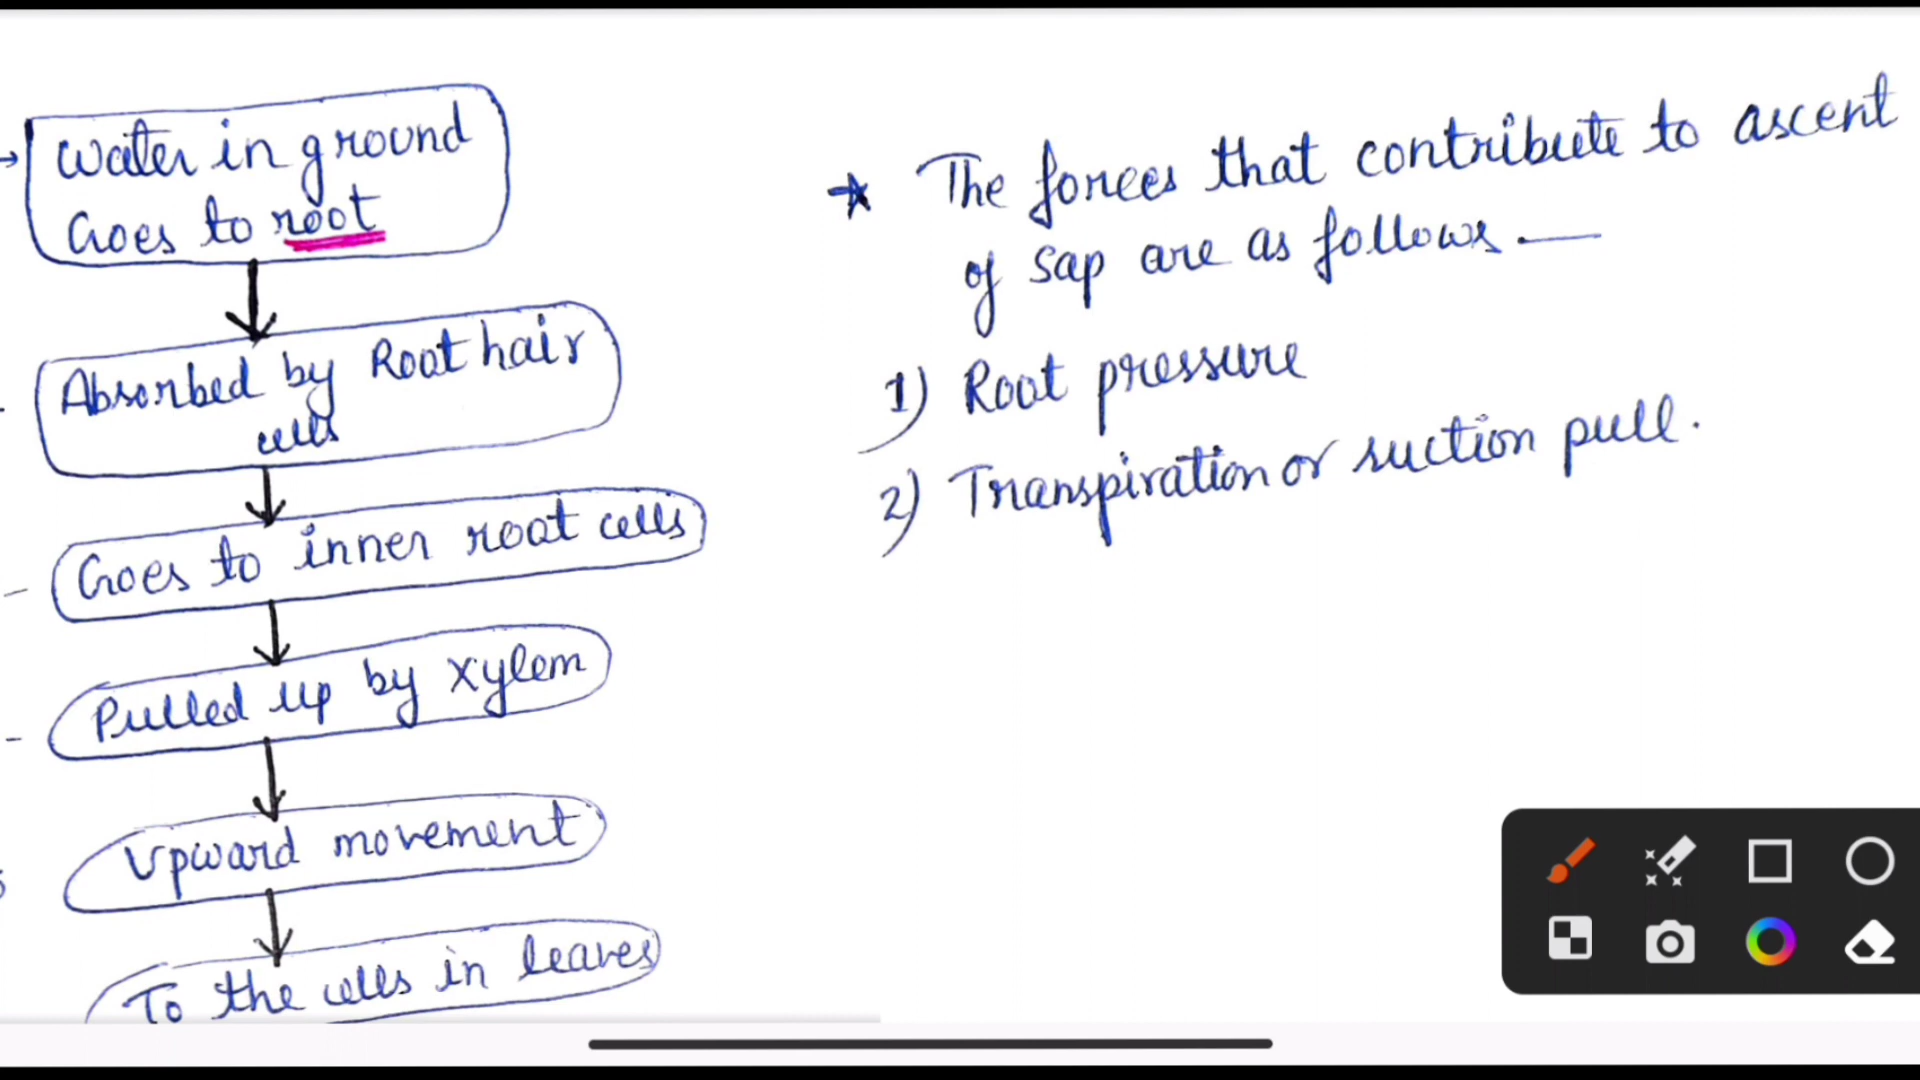 Water in ground
Goes to root
Absorbed by Root hair
cells
Goes to inner root cells
Pulled up by Xylem
Upward movement
To the cells in leaves
The forces that contribute to ascent
of sap are as follows. —
1) Root pressure
2) Transpiration or suction pull.